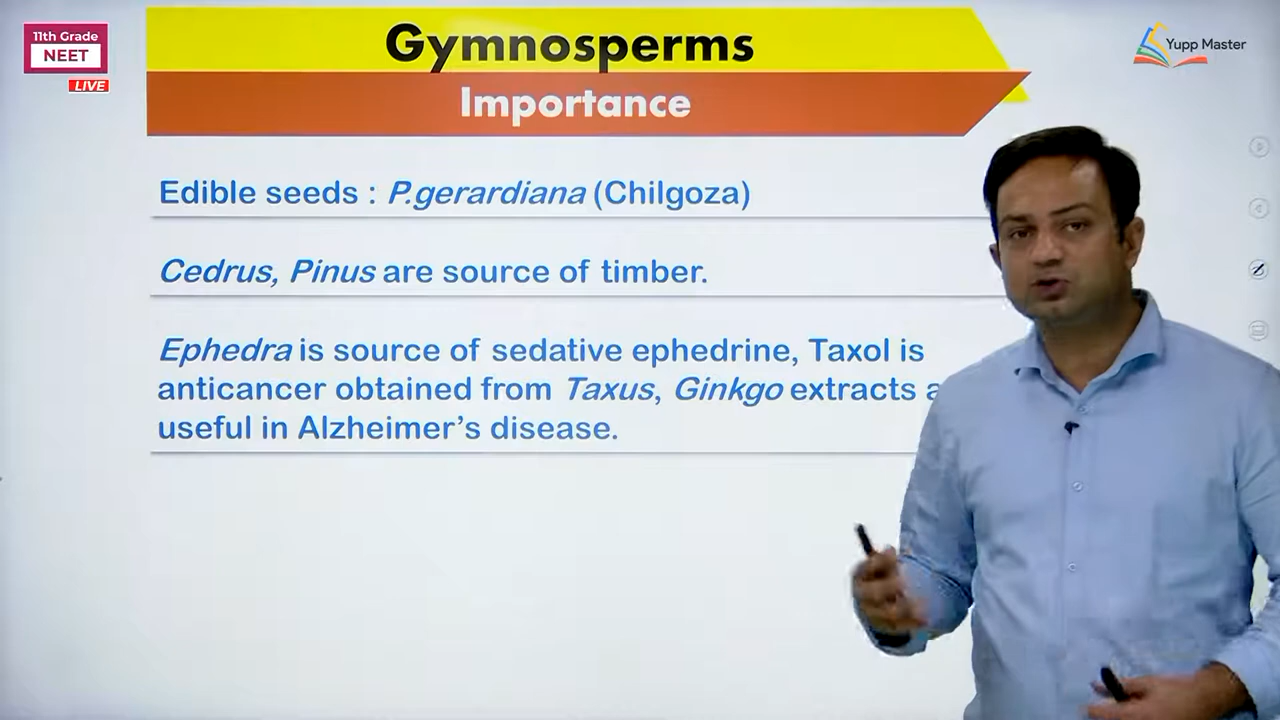 11th Grade
NEET
LIVE
Yupp Master
Gymnosperms
Importance
Edible seeds : P.gerardiana (Chilgoza)
Cedrus, Pinus are source of timber.
Ephedra is source of sedative ephedrine, Taxol is
anticancer obtained from Taxus, Ginkgo extracts
useful in Alzheimer's disease.